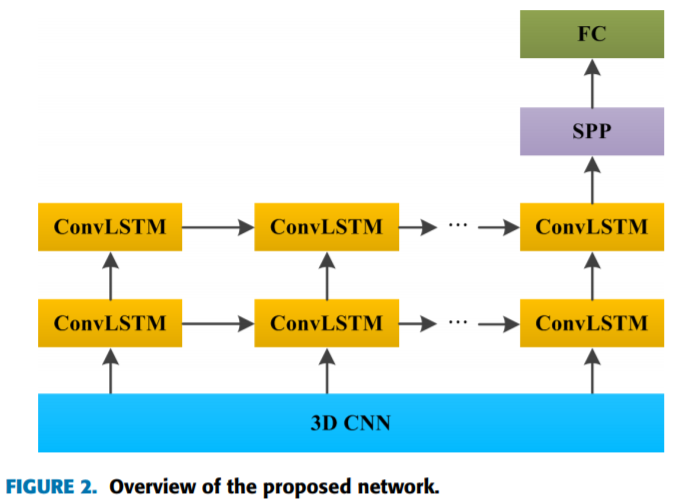 FC
SPP
ConvLSTM ConvLSTM ... ConvLSTM
ConvLSTM ConvLSTM ... ConvLSTM
3D CNN
FIGURE 2. Overview of the proposed network.